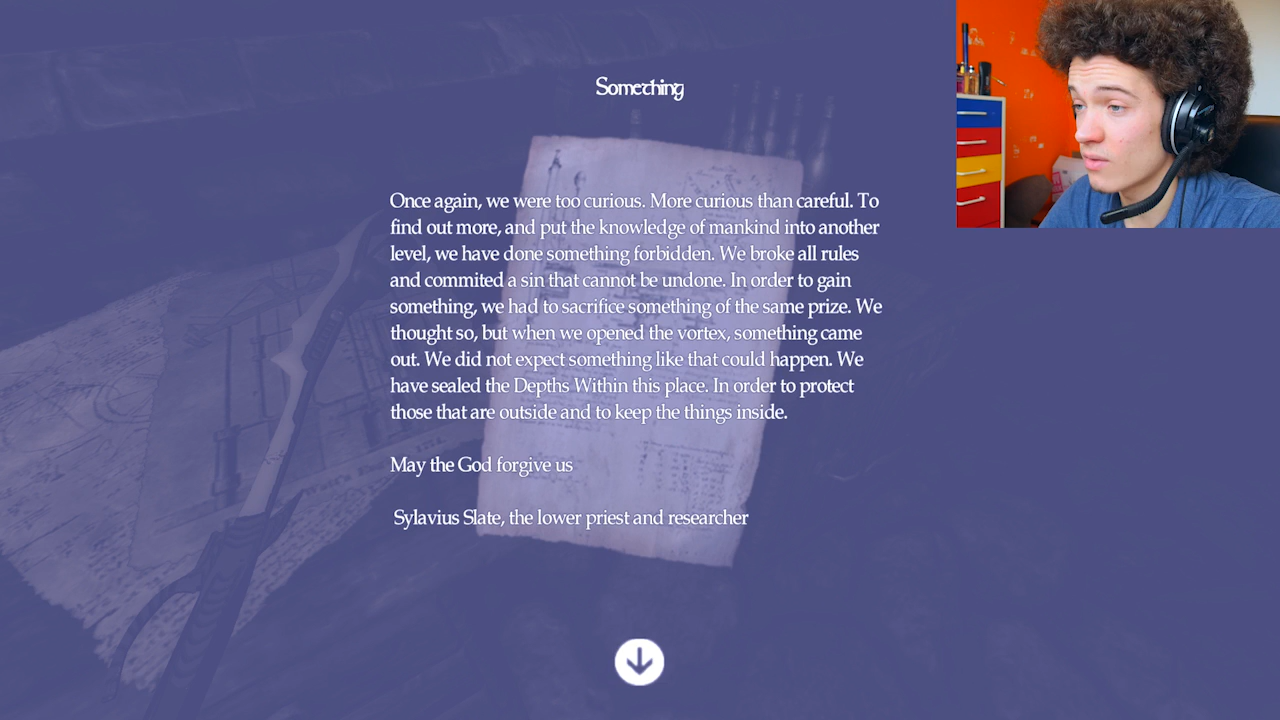 Something
Once again, we were too curious. More curious than careful. To
find out more, and put the knowledge of mankind into another
level, we have done something forbidden. We broke all rules
and commited a sin that cannot be undone. In order to gain
something, we had to sacrifice something of the same prize. We
thought so, but when we opened the vortex, something came
out. We did not expect something like that could happen. We
have sealed the Depths Within this place. In order to protect
those that are outside and to keep the things inside.
May the God forgive us
Sylavius Slate, the lower priest and researcher